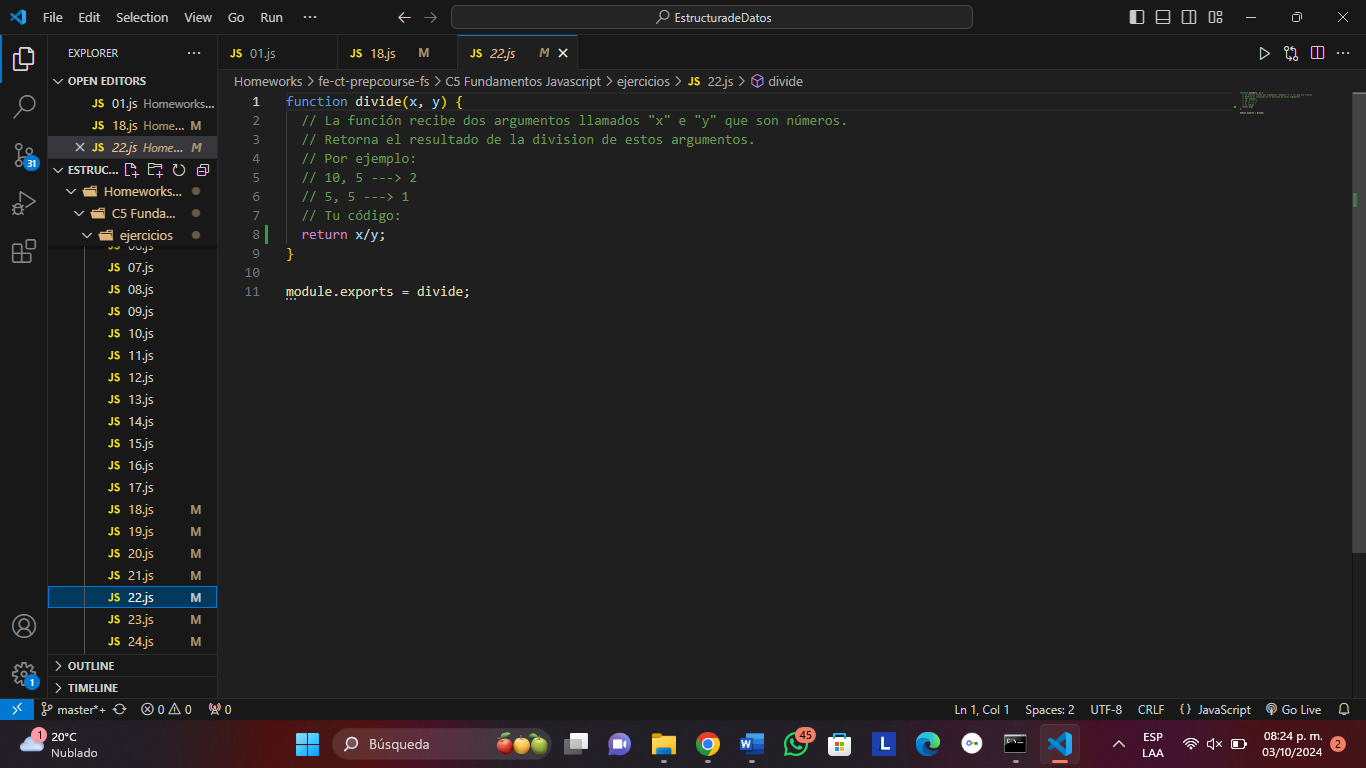 File Edit Selection View Go Run ··· EstructuradeDatos
EXPLORER ···
OPEN EDITORS
JS 01.js Homeworks...
JS 18.js Home... M
JS 22.js Home... M
ESTRUC...
Homeworks...
C5 Funda...
ejercicios
JS 06.js
JS 07.js
JS 08.js
JS 09.js
JS 10.js
JS 11.js
JS 12.js
JS 13.js
JS 14.js
JS 15.js
JS 16.js
JS 17.js
JS 18.js M
JS 19.js M
JS 20.js M
JS 21.js M
JS 22.js M
JS 23.js M
JS 24.js M
OUTLINE
TIMELINE
31
1
JS 01.js JS 18.js M JS 22.js M
Homeworks > fe-ct-prepcourse-fs > C5 Fundamentos Javascript > ejercicios > JS 22.js > divide
1 function divide(x, y) {
2 // La función recibe dos argumentos llamados "x" e "y" que son números.
3 // Retorna el resultado de la division de estos argumentos.
4 // Por ejemplo:
5 // 10, 5 ---> 2
6 // 5, 5 ---> 1
7 // Tu código:
8 return x/y;
9 }
10
11 module.exports = divide;
master*+ 0 0 0 Ln 1, Col 1 Spaces: 2 UTF-8 CRLF {} JavaScript Go Live
1 20°C
Nublado
Búsqueda
45
L
ESP
LAA
08:24 p. m.
03/10/2024
2